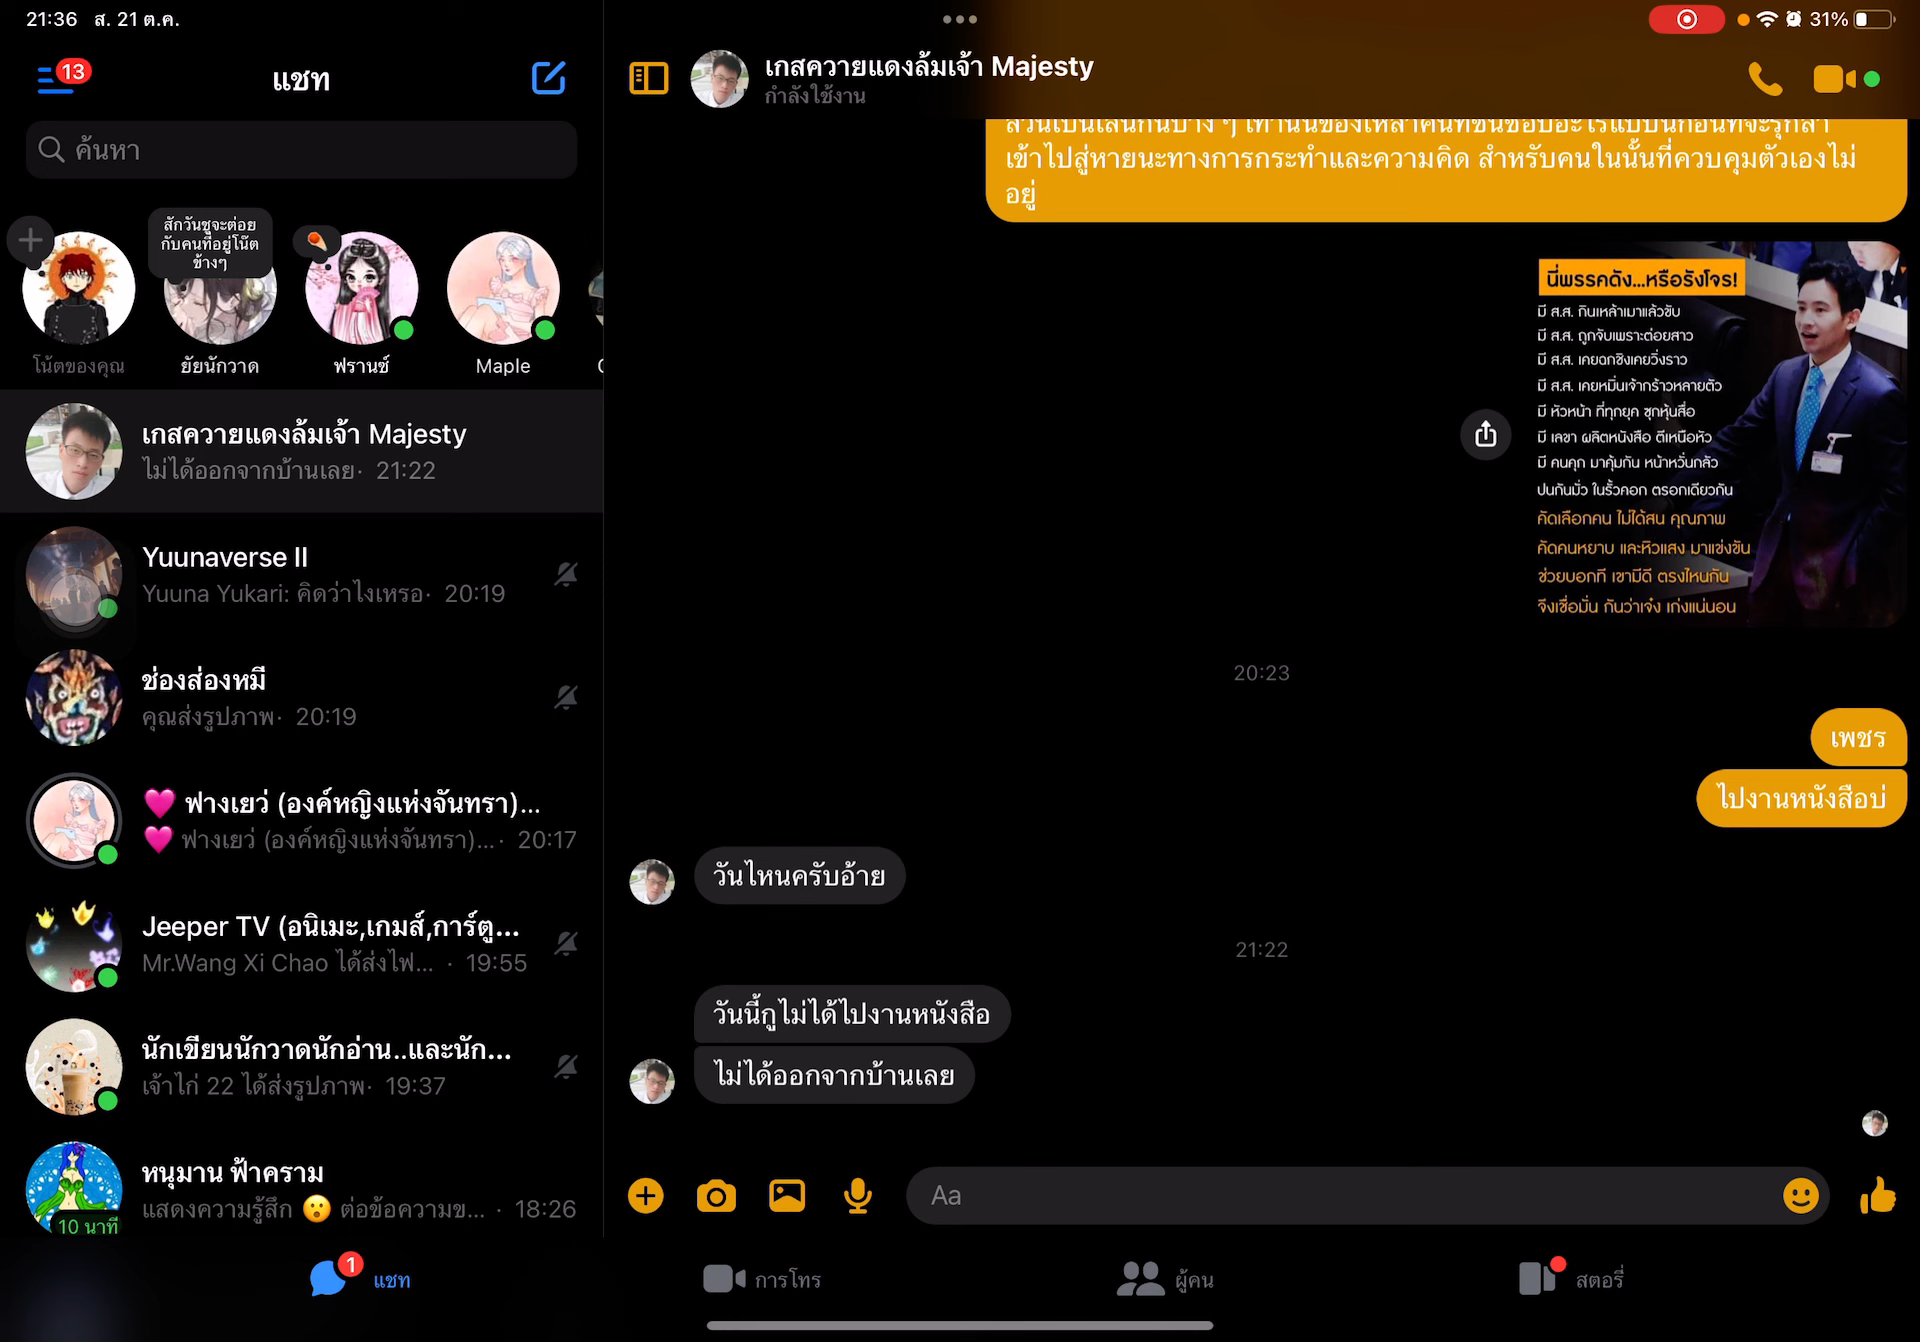 21:36 ส. 21 ต.ค.
31%
13
แชท
ค้นหา
สักวันชูจะต่อย
กับคนที่อยู่โน๊ต
ข้างๆ
โน้ตของคุณ
ยัยนักวาด
ฟรานซ์
Maple
เกสควายแดงล้มเจ้า Majesty
ไม่ได้ออกจากบ้านเลย· 21:22
Yuunaverse II
Yuuna Yukari: คิดว่าไงเหรอ· 20:19
ช่องส่องหมี
คุณส่งรูปภาพ· 20:19
💗 ฟางเยว่ (องค์หญิงแห่งจันทรา)...
💗 ฟางเยว่ (องค์หญิงแห่งจันทรา)...· 20:17
Jeeper TV (อนิเมะ,เกมส์,การ์ตู...
Mr.Wang Xi Chao ได้ส่งไฟ... · 19:55
นักเขียนนักวาดนักอ่าน..และนัก...
เจ้าไก่ 22 ได้ส่งรูปภาพ· 19:37
หนุมาน ฟ้าคราม
แสดงความรู้สึก 😮 ต่อข้อความข... · 18:26
10 นาที
เกสควายแดงล้มเจ้า Majesty
กำลังใช้งาน
เข้าไปสู่หายนะทางการกระทำและความคิด สำหรับคนในนั้นที่ควบคุมตัวเองไม่
อยู่
นี่พรรคดัง...หรือรังโจร!
มี ส.ส. กินเหล้าเมาแล้วขับ
มี ส.ส. ถูกจับเพราะต่อยสาว
มี ส.ส. เคยฉกชิงเคยวิ่งราว
มี ส.ส. เคยหมิ่นเจ้ากร้าวหลายตัว
มี หัวหน้า ที่ทุกยุค ซุกหุ้นสื่อ
มี เลขา ผลิตหนังสือ ตีเหนือหัว
มี คนคุก มาคุ้มกัน หน้าหวั่นกลัว
ปนกันมั่ว ในรั้วคอก ตรอกเดียวกัน
คัดเลือกคน ไม่ได้สน คุณภาพ
คัดคนหยาบ และหิวแสง มาแข่งขัน
ช่วยบอกที เขามีดี ตรงไหนกัน
จึงเชื่อมั่น กันว่าเจ๋ง เก่งแน่นอน
20:23
เพชร
ไปงานหนังสือบ่
วันไหนครับอ้าย
21:22
วันนี้กูไม่ได้ไปงานหนังสือ
ไม่ได้ออกจากบ้านเลย
Aa
1
แชท
การโทร
ผู้คน
สตอรี่